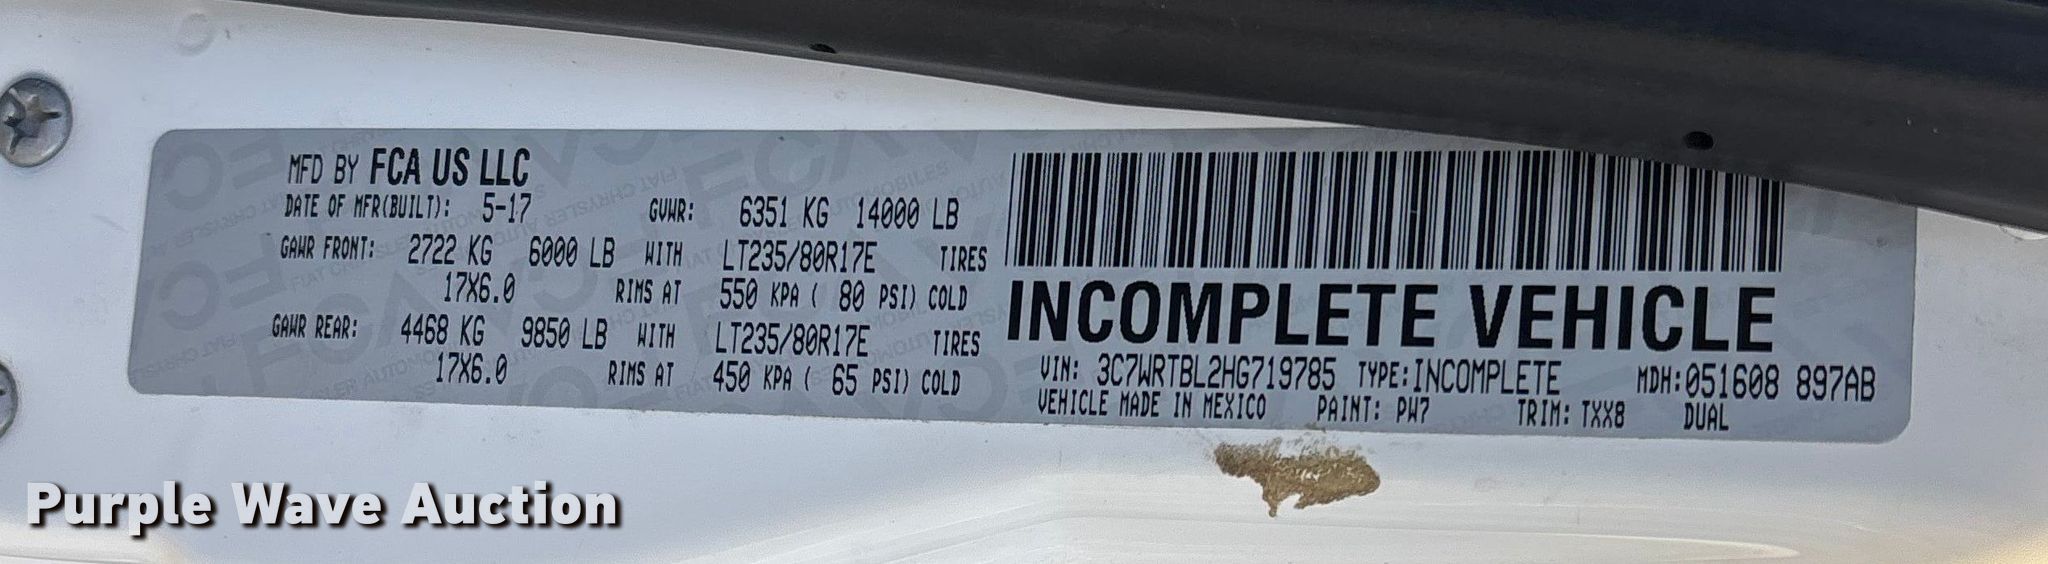 MFD BY FCA US LLC
DATE OF MFR(BUILT): 5-17 GVWR: 6351 KG 14000 LB
GAWR FRONT: 2722 KG 6000 LB WITH LT235/80R17E TIRES
17X6.0 RIMS AT 550 KPA ( 80 PSI) COLD
GAWR REAR: 4468 KG 9850 LB WITH LT235/80R17E TIRES
17X6.0 RIMS AT 450 KPA ( 65 PSI) COLD
INCOMPLETE VEHICLE
VIN: 3C7WRTBL2HG719785 TYPE:INCOMPLETE MDH:051608 897AB
VEHICLE MADE IN MEXICO PAINT: PW7 TRIM: TXX8 DUAL
Purple Wave Auction